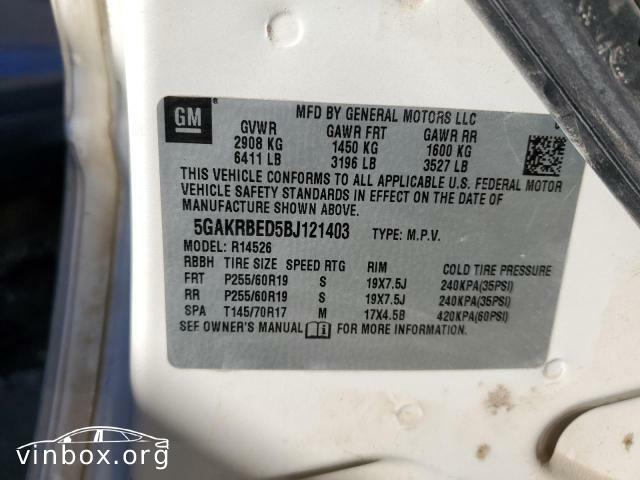 GM ®
MFD BY GENERAL MOTORS LLC
GVWR GAWR FRT GAWR RR
2908 KG 1450 KG 1600 KG
6411 LB 3196 LB 3527 LB
THIS VEHICLE CONFORMS TO ALL APPLICABLE U.S. FEDERAL MOTOR
VEHICLE SAFETY STANDARDS IN EFFECT ON THE DATE OF
MANUFACTURE SHOWN ABOVE.
5GAKRBED5BJ121403 TYPE: M.P.V.
MODEL: R14526
RBBH TIRE SIZE SPEED RTG RIM COLD TIRE PRESSURE
FRT P255/60R19 S 19X7.5J 240KPA(35PSI)
RR P255/60R19 S 19X7.5J 240KPA(35PSI)
SPA T145/70R17 M 17X4.5B 420KPA(60PSI)
SEE OWNER'S MANUAL FOR MORE INFORMATION.
vinbox.org